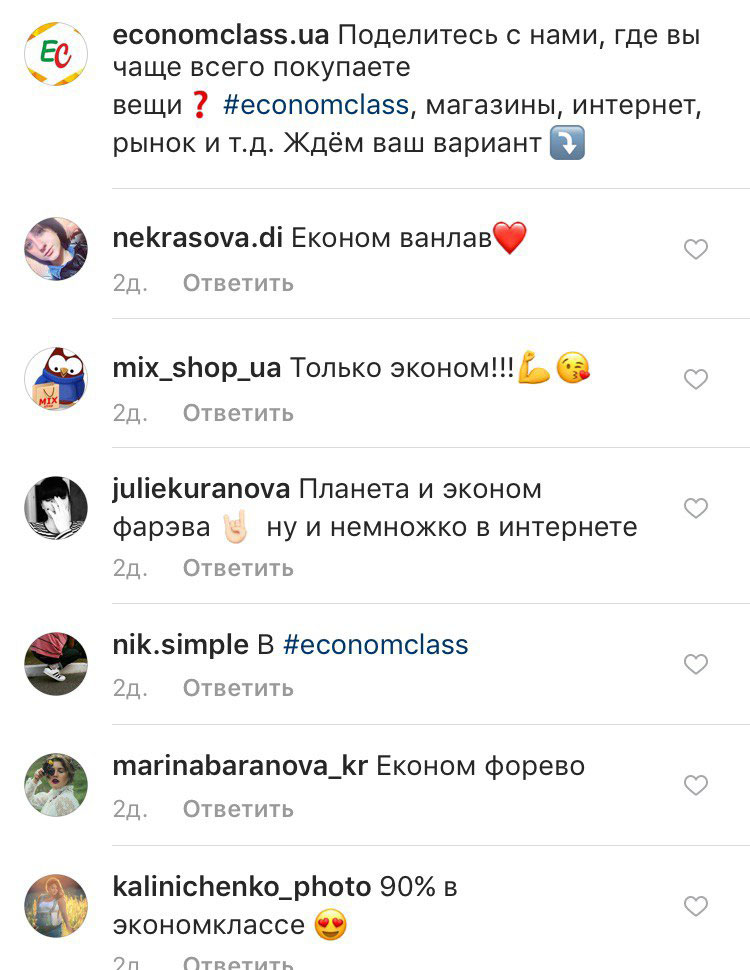 EC
economclass.ua Поделитесь с нами, где вы
чаще всего покупаете
вещи❓ #economclass, магазины, интернет,
рынок и т.д. Ждём ваш вариант ⤵️
nekrasova.di Економ ванлав❤️
2д. Ответить
MIX
mix_shop_ua Только эконом!!!💪😘
2д. Ответить
juliekuranova Планета и эконом
фарэва 🤘🏻 ну и немножко в интернете
2д. Ответить
nik.simple В #economclass
2д. Ответить
marinabaranova_kr Економ форево
2д. Ответить
kalinichenko_photo 90% в
экономклассе 😍
2д. Ответить